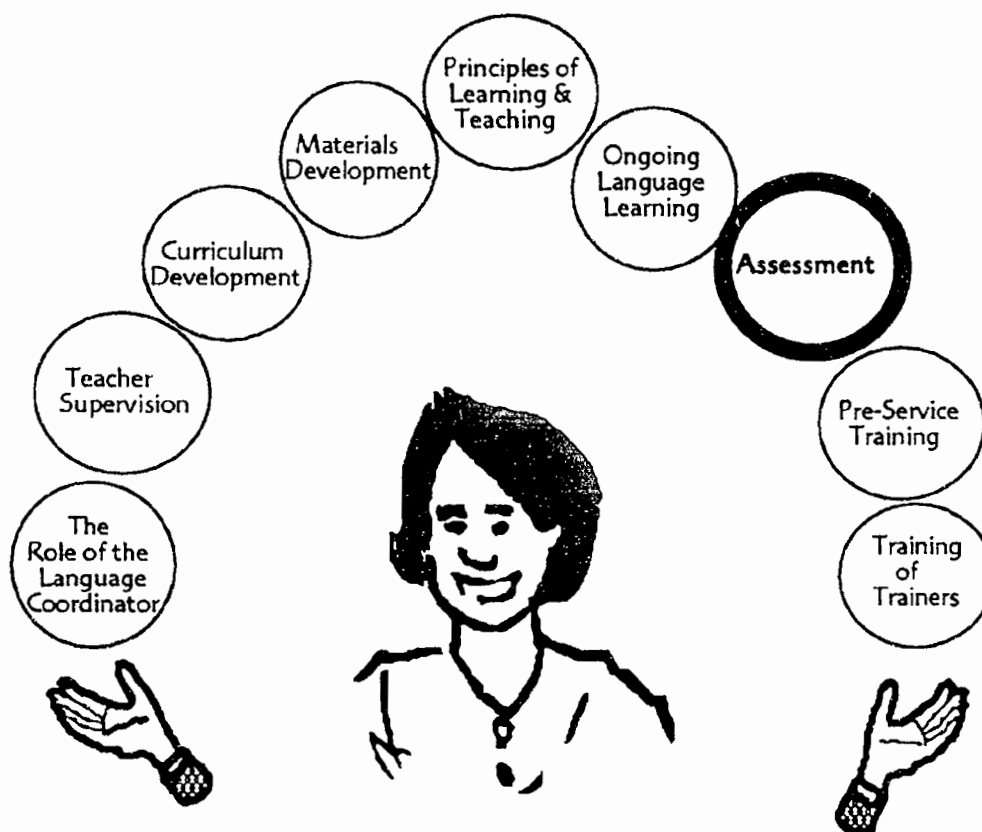 The
Role of the
Language
Coordinator
Teacher
Supervision
Curriculum
Development
Materials
Development
Principles of
Learning &
Teaching
Ongoing
Language
Learning
Assessment
Pre-Service
Training
Training
of
Trainers